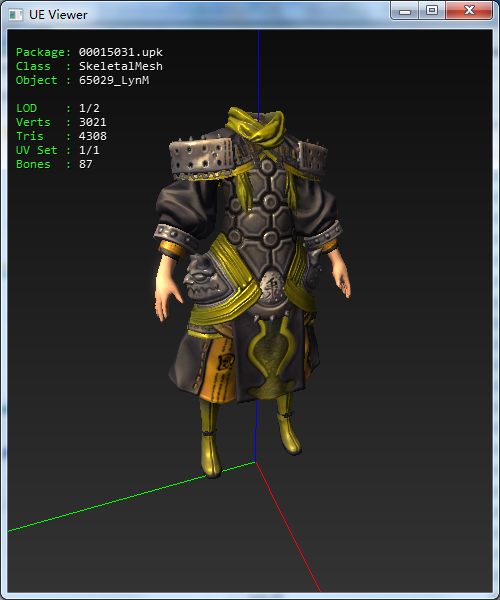 UE Viewer
Package: 00015031.upk
Class : SkeletalMesh
Object : 65029_LynM
LOD : 1/2
Verts : 3021
Tris : 4308
UV Set : 1/1
Bones : 87